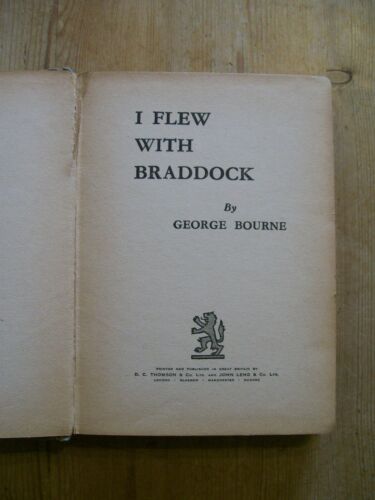 I FLEW
WITH
BRADDOCK
By
GEORGE BOURNE
PRINTED AND PUBLISHED IN GREAT BRITAIN BY
D. C. THOMSON & Co. Ltd. AND JOHN LENG & Co. Ltd.
LONDON · GLASGOW · MANCHESTER · DUNDEE